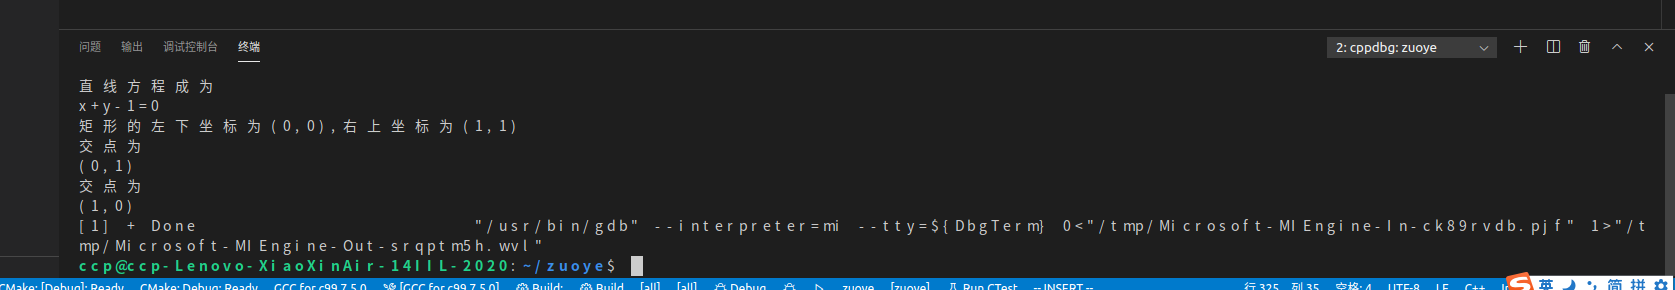 问题 输出 调试控制台 终端 2: cppdbg: zuoye
直线方程成为
x+y-1=0
矩形的左下坐标为(0,0),右上坐标为(1,1)
交点为
(0,1)
交点为
(1,0)
[1] + Done "/usr/bin/gdb" --interpreter=mi --tty=${DbgTerm} 0<"/tmp/Microsoft-MIEngine-In-ck89rvdb.pjf" 1>"/t
mp/Microsoft-MIEngine-Out-srqptm5h.wvl"
ccp@ccp-Lenovo-XiaoXinAir-14IIL-2020:~/zuoye$
CMake: [Debug]: Ready CMake: Debug: Ready GCC for c99 7.5.0 [GCC for c99 7.5.0] Build: Build [all] [all] Debug zuoye [zuoye] Run CTest -- INSERT -- 行 325, 列 35 空格: 4 UTF-8 LF C++ 英 简 拼